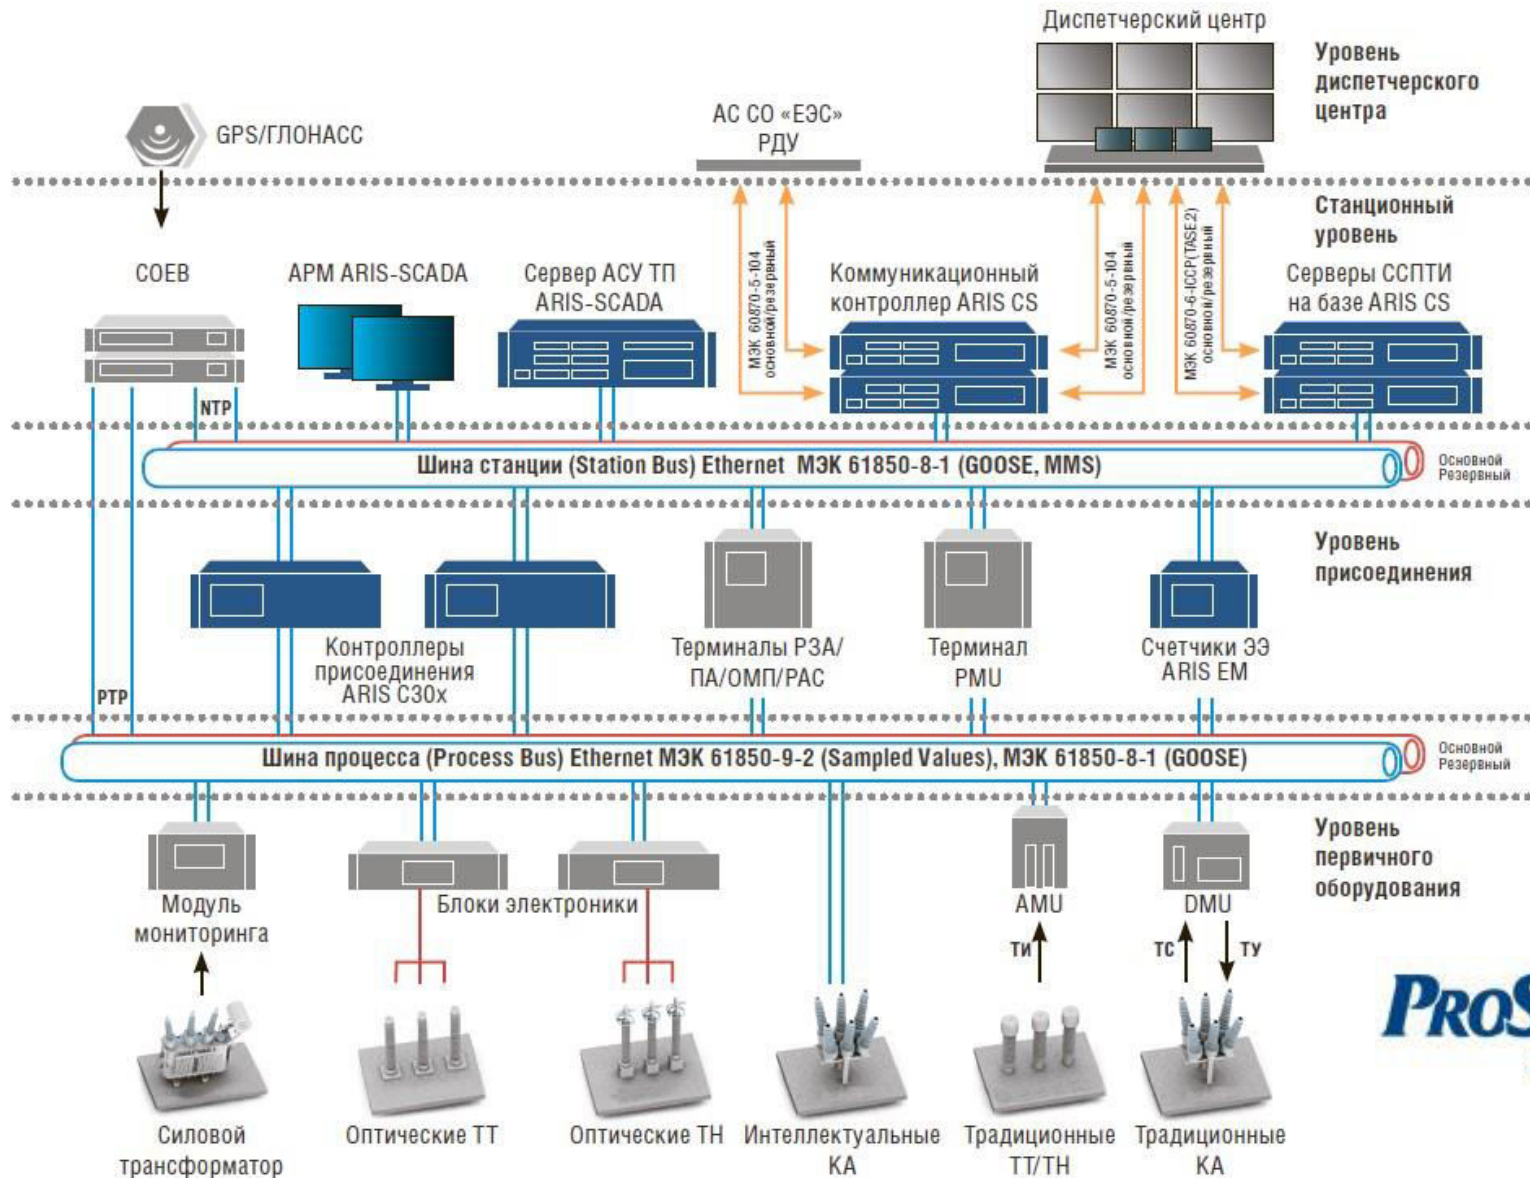 Диспетчерский центр
Уровень
диспетчерского
центра
GPS/ГЛОНАСС
АС СО «ЕЭС»
РДУ
Станционный
уровень
СОЕВ
АРМ ARIS-SCADA
Сервер АСУ ТП
ARIS-SCADA
МЭК 60870-5-104
основной/резервный
Коммуникационный
контроллер ARIS CS
МЭК 60870-5-104
основной/резервный
МЭК 60870-6-ICCP(TASE.2)
основной/резервный
Серверы ССПТИ
на базе ARIS CS
NTP
Шина станции (Station Bus) Ethernet МЭК 61850-8-1 (GOOSE, MMS)
Основной
Резервный
Уровень
присоединения
Контроллеры
присоединения
ARIS C30x
Терминалы РЗА/
ПА/ОМП/РАС
Терминал
PMU
Счетчики ЭЭ
ARIS EM
PTP
Шина процесса (Process Bus) Ethernet МЭК 61850-9-2 (Sampled Values), МЭК 61850-8-1 (GOOSE)
Основной
Резервный
Уровень
первичного
оборудования
Модуль
мониторинга
Блоки электроники
AMU
DMU
ТИ
ТС
ТУ
Силовой
трансформатор
Оптические ТТ
Оптические ТН
Интеллектуальные
КА
Традиционные
ТТ/ТН
Традиционные
КА